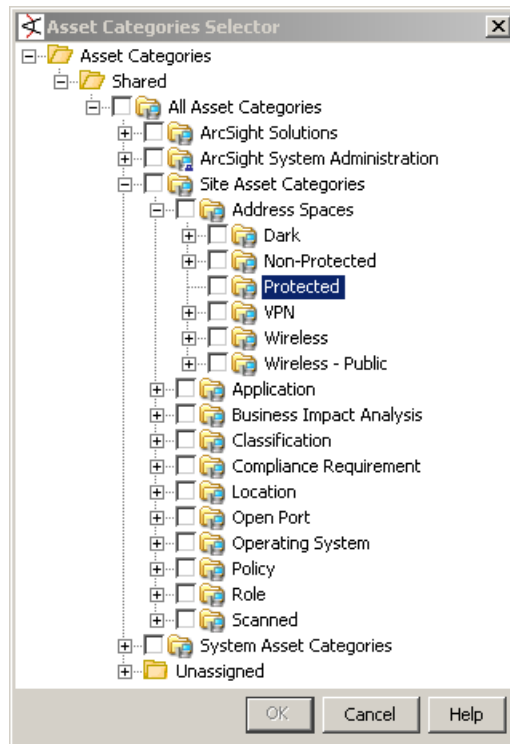 Asset Categories Selector
Asset Categories
Shared
All Asset Categories
ArcSight Solutions
ArcSight System Administration
Site Asset Categories
Address Spaces
Dark
Non-Protected
Protected
VPN
Wireless
Wireless - Public
Application
Business Impact Analysis
Classification
Compliance Requirement
Location
Open Port
Operating System
Policy
Role
Scanned
System Asset Categories
Unassigned
OK Cancel Help